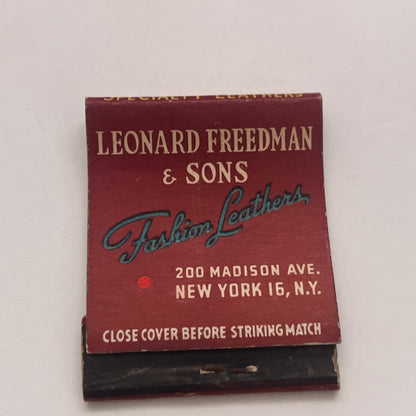 SPECIALTY LEATHERS
LEONARD FREEDMAN
& SONS
Fashion Leathers
200 MADISON AVE.
NEW YORK 16, N.Y.
CLOSE COVER BEFORE STRIKING MATCH